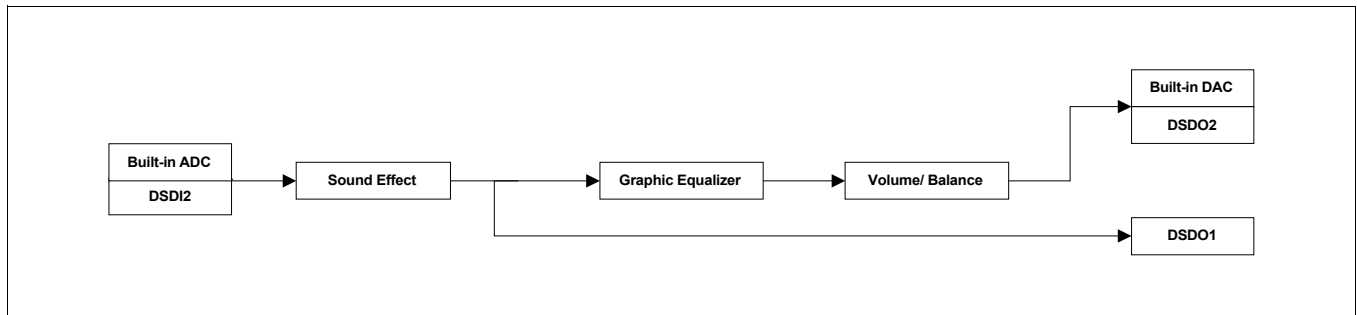 Built-in ADC
DSDI2
Sound Effect
Graphic Equalizer
Volume/ Balance
Built-in DAC
DSDO2
DSDO1